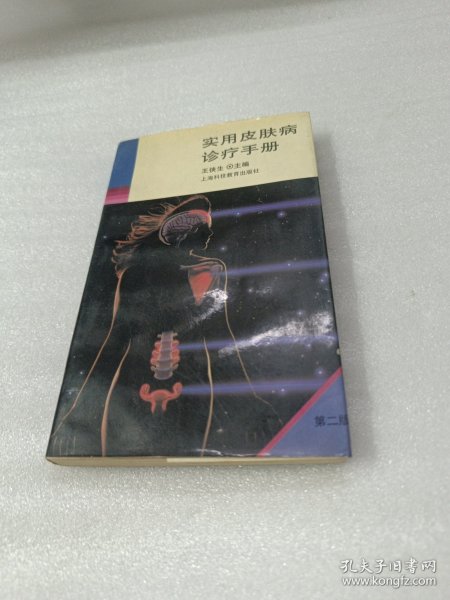 实用皮肤病
诊疗手册
王侠生⊙主编
上海科技教育出版社
第二版
孔夫子旧书网
www.kongfz.com